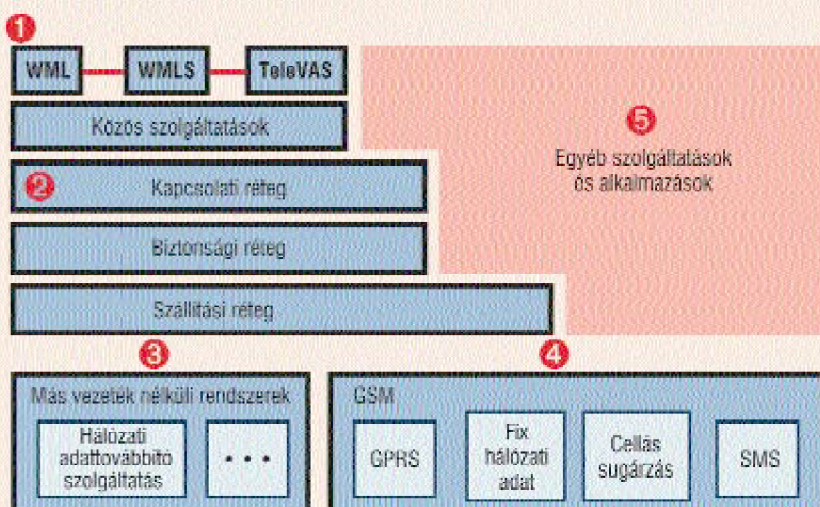 1
WML WMLS TeleVAS
Közös szolgáltatások
5
Egyéb szolgáltatások
és alkalmazások
2 Kapcsolati réteg
Biztonsági réteg
Szállítási réteg
3
4
Más vezeték nélküli rendszerek
Hálózati
adattovábbító
szolgáltatás
• • •
GSM
GPRS
Fix
hálózati
adat
Cellás
sugárzás
SMS